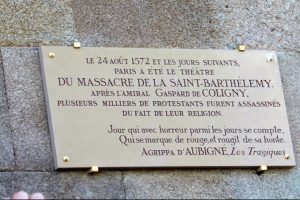 LE 24 AOÛT 1572 ET LES JOURS SUIVANTS,
PARIS A ÉTÉ LE THÉÂTRE
DU MASSACRE DE LA SAINT-BARTHÉLEMY.
APRÈS L'AMIRAL GASPARD DE COLIGNY,
PLUSIEURS MILLIERS DE PROTESTANTS FURENT ASSASSINÉS
DU FAIT DE LEUR RELIGION.
Jour qui avec horreur parmi les jours se compte,
Qui se marque de rouge et rougit de sa honte.
AGRIPPA D'AUBIGNÉ, Les Tragiques